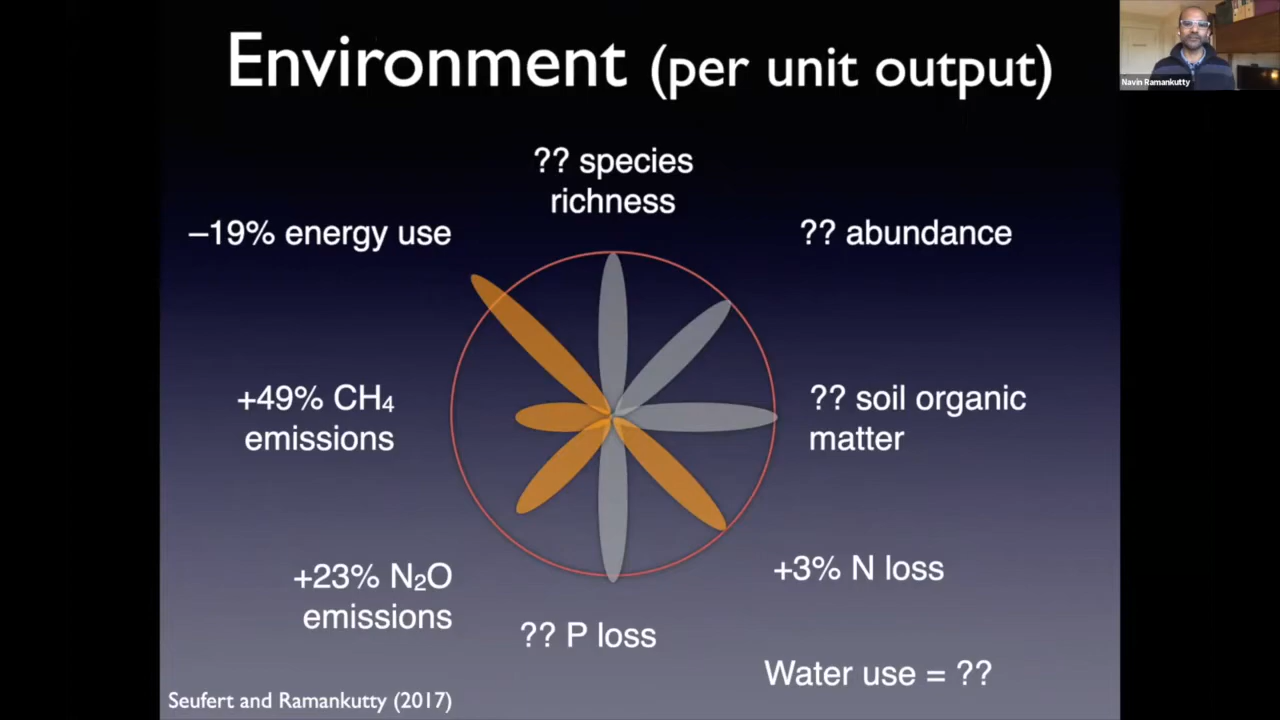 Environment (per unit output)
Navin Ramankutty
?? species
richness
–19% energy use
?? abundance
+49% CH₄
emissions
?? soil organic
matter
+23% N₂O
emissions
+3% N loss
?? P loss
Water use = ??
Seufert and Ramankutty (2017)